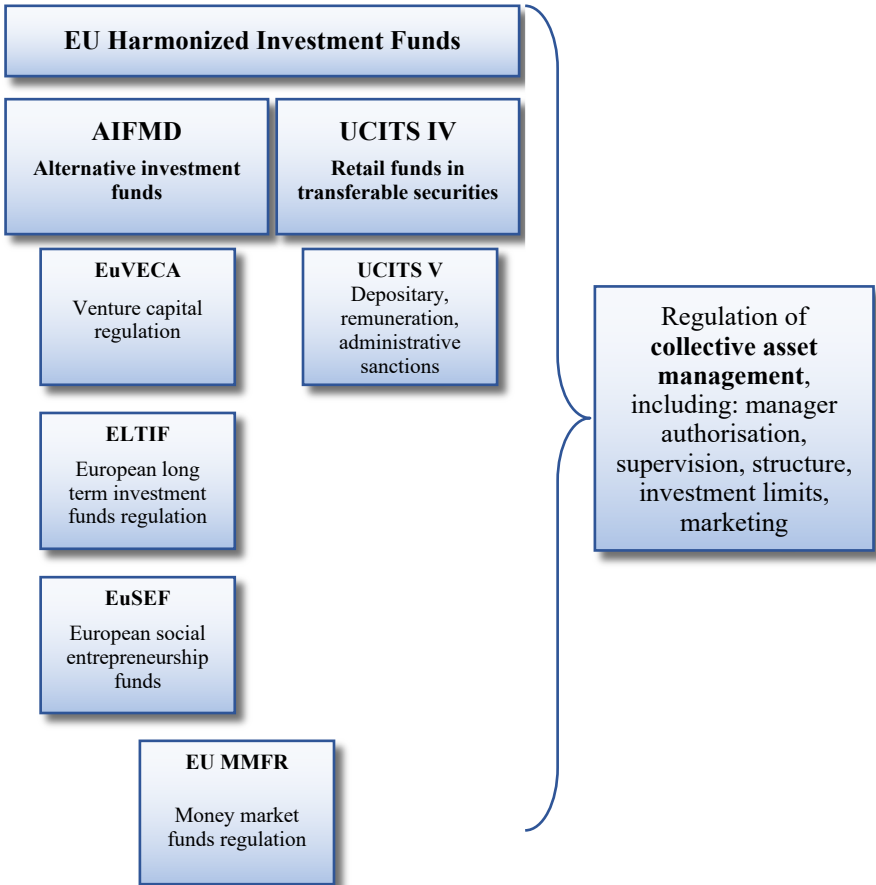 EU Harmonized Investment Funds
AIFMD
Alternative investment
funds
UCITS IV
Retail funds in
transferable securities
EuVECA
Venture capital
regulation
UCITS V
Depositary,
remuneration,
administrative
sanctions
ELTIF
European long
term investment
funds regulation
EuSEF
European social
entrepreneurship
funds
EU MMFR
Money market
funds regulation
Regulation of
collective asset
management,
including: manager
authorisation,
supervision, structure,
investment limits,
marketing